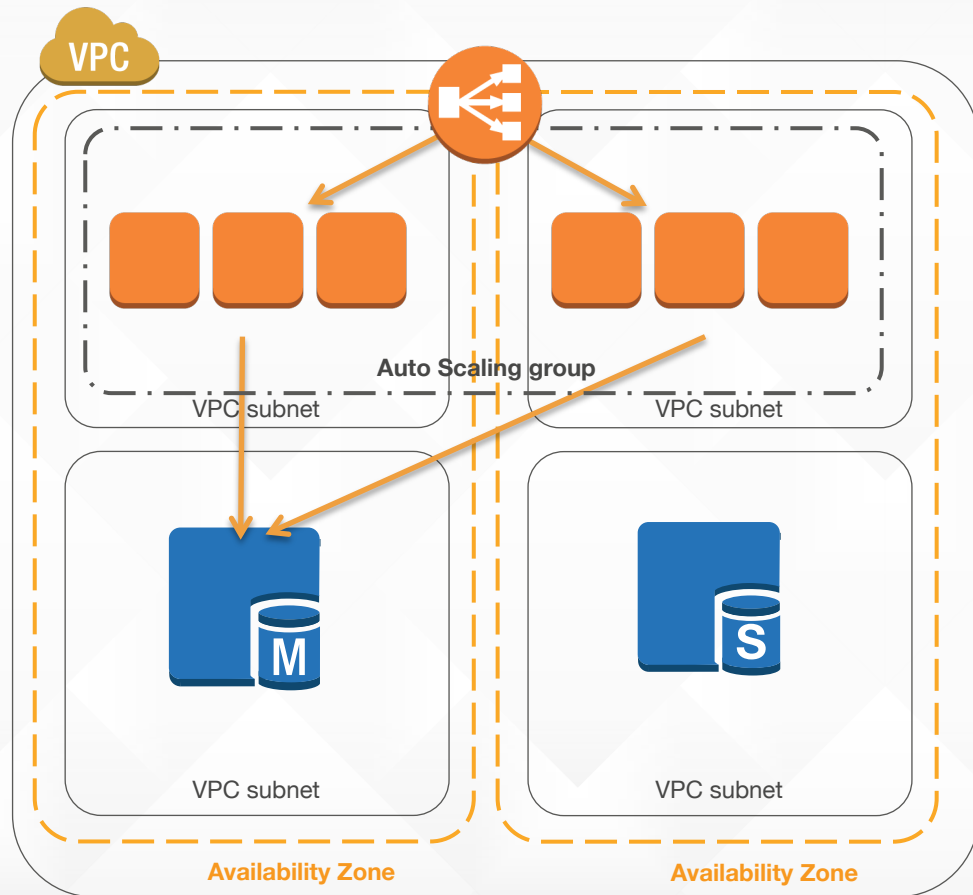 VPC
Auto Scaling group
VPC subnet
VPC subnet
M
S
VPC subnet
VPC subnet
Availability Zone
Availability Zone